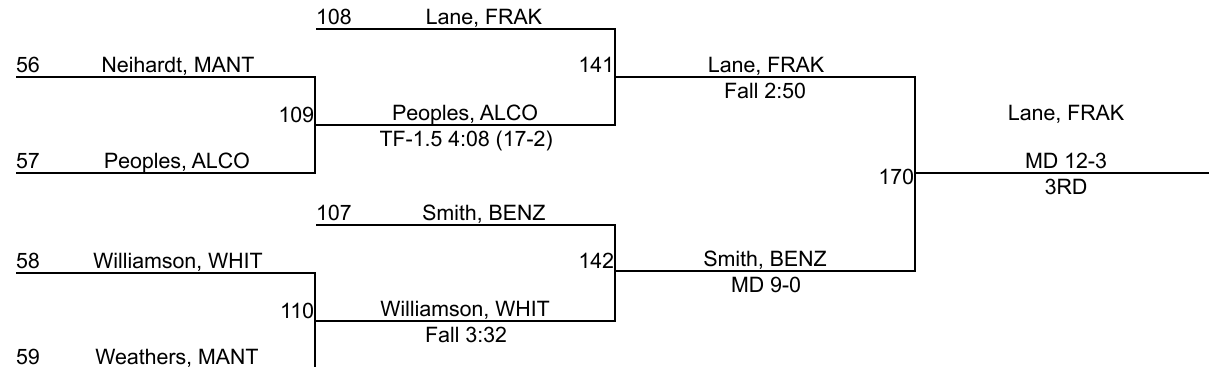 108 Lane, FRAK
56 Neihardt, MANT
141 Lane, FRAK
Fall 2:50
109 Peoples, ALCO
TF-1.5 4:08 (17-2)
Lane, FRAK
57 Peoples, ALCO
MD 12-3
170
3RD
107 Smith, BENZ
58 Williamson, WHIT
142 Smith, BENZ
MD 9-0
110 Williamson, WHIT
Fall 3:32
59 Weathers, MANT